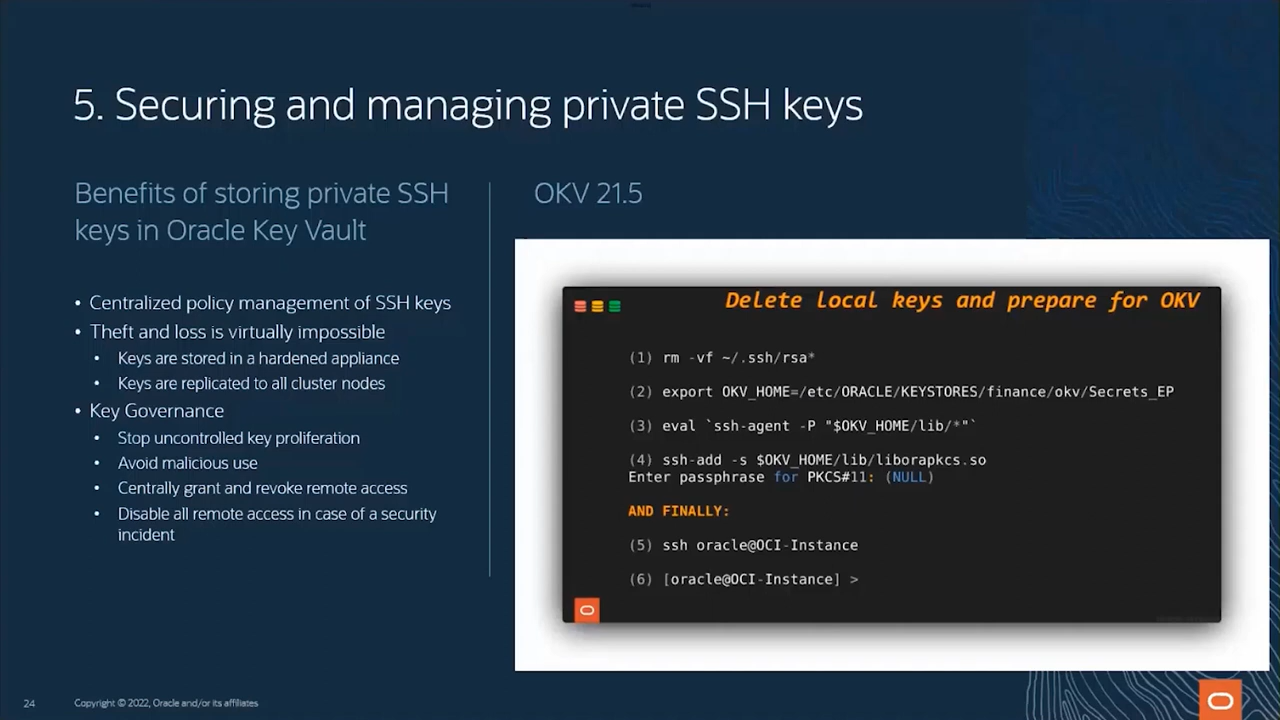 5. Securing and managing private SSH keys
Benefits of storing private SSH
keys in Oracle Key Vault
• Centralized policy management of SSH keys
• Theft and loss is virtually impossible
• Keys are stored in a hardened appliance
• Keys are replicated to all cluster nodes
• Key Governance
• Stop uncontrolled key proliferation
• Avoid malicious use
• Centrally grant and revoke remote access
• Disable all remote access in case of a security
incident
OKV 21.5
Delete local keys and prepare for OKV
(1) rm -vf ~/.ssh/rsa*
(2) export OKV_HOME=/etc/ORACLE/KEYSTORES/finance/okv/Secrets_EP
(3) eval `ssh-agent -P "$OKV_HOME/lib/*"`
(4) ssh-add -s $OKV_HOME/lib/liborapkcs.so
Enter passphrase for PKCS#11: (NULL)
AND FINALLY:
(5) ssh oracle@OCI-Instance
(6) [oracle@OCI-Instance] >
24
Copyright © 2022, Oracle and/or its affiliates